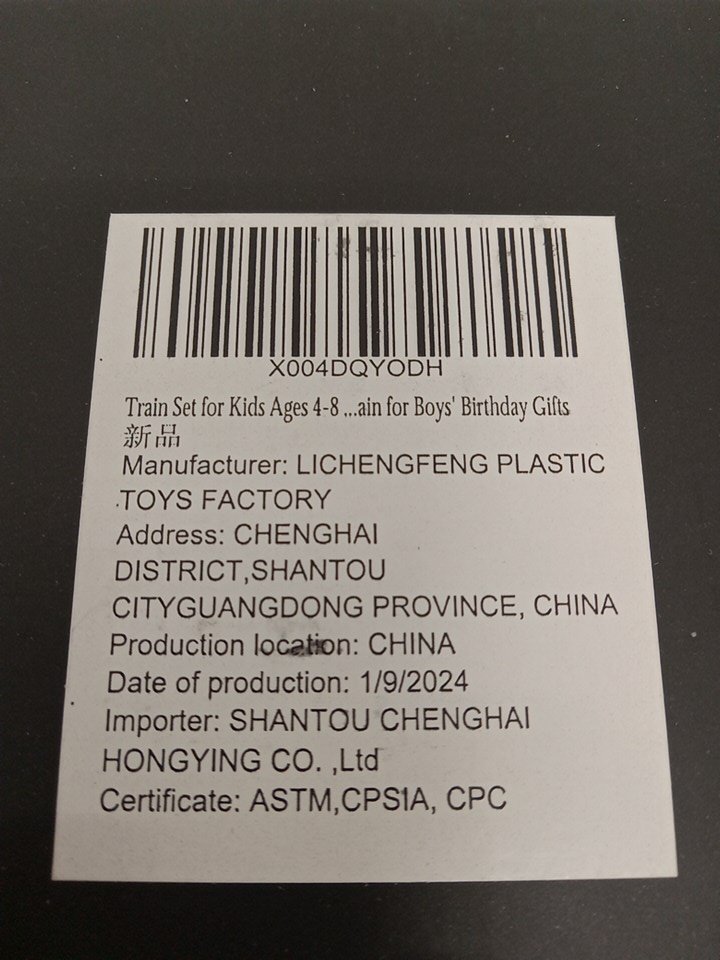 X004DQYODH
Train Set for Kids Ages 4-8 ...ain for Boys' Birthday Gifts
新品
Manufacturer: LICHENGFENG PLASTIC
TOYS FACTORY
Address: CHENGHAI
DISTRICT,SHANTOU
CITYGUANGDONG PROVINCE, CHINA
Production location: CHINA
Date of production: 1/9/2024
Importer: SHANTOU CHENGHAI
HONGYING CO. ,Ltd
Certificate: ASTM,CPS1A, CPC